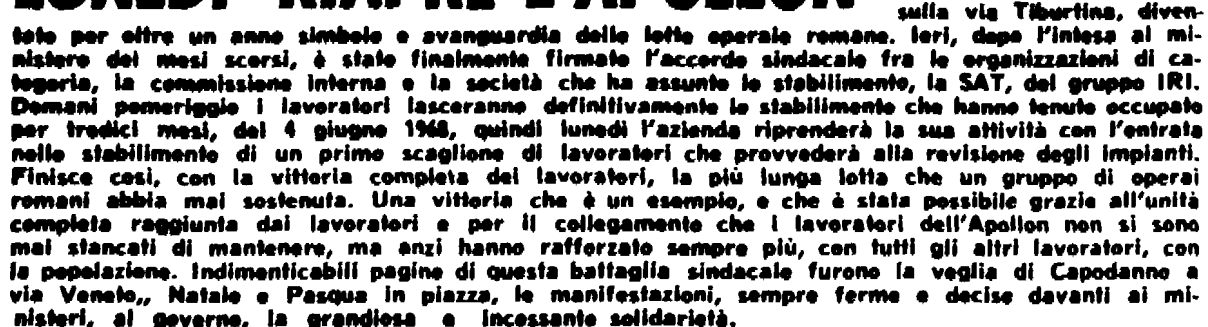 LUNEDI' RIAPRE L'APOLLON
sulla via Tiburtina, diven-
tato per oltre un anno simbolo e avanguardia delle lotte operaie romane. Ieri, dopo l'intesa al mi-
nistero dei mesi scorsi, è stato finalmente firmato l'accordo sindacale fra le organizzazioni di ca-
tegoria, la commissione interna e la società che ha assunto lo stabilimento, la SAT, del gruppo IRI.
Domani pomeriggio i lavoratori lasceranno definitivamente lo stabilimento che hanno tenuto occupato
per tredici mesi, dal 4 giugno 1968, quindi lunedì l'azienda riprenderà la sua attività con l'entrata
nello stabilimento di un primo scaglione di lavoratori che provvederà alla revisione degli impianti.
Finisce così, con la vittoria completa dei lavoratori, la più lunga lotta che un gruppo di operai
romani abbia mai sostenuta. Una vittoria che è un esempio, e che è stata possibile grazie all'unità
completa raggiunta dai lavoratori e per il collegamento che i lavoratori dell'Apollon non si sono
mai stancati di mantenere, ma anzi hanno rafforzato sempre più, con tutti gli altri lavoratori, con
la popolazione. Indimenticabili pagine di questa battaglia sindacale furono la veglia di Capodanno a
via Veneto,, Natale e Pasqua in piazza, le manifestazioni, sempre ferme e decise davanti ai mi-
nisteri, al governo, la grandiosa e incessante solidarietà.